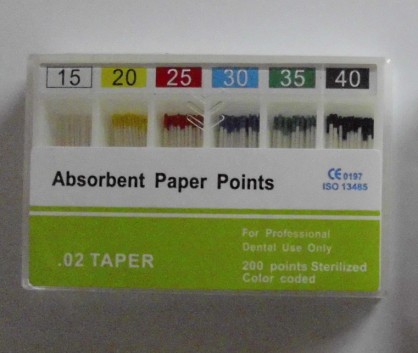 15 20 25 30 35 40
Absorbent Paper Points
CE 0197
ISO 13485
.02 TAPER
For Professional
Dental Use Only
200 points Sterilized
Color coded